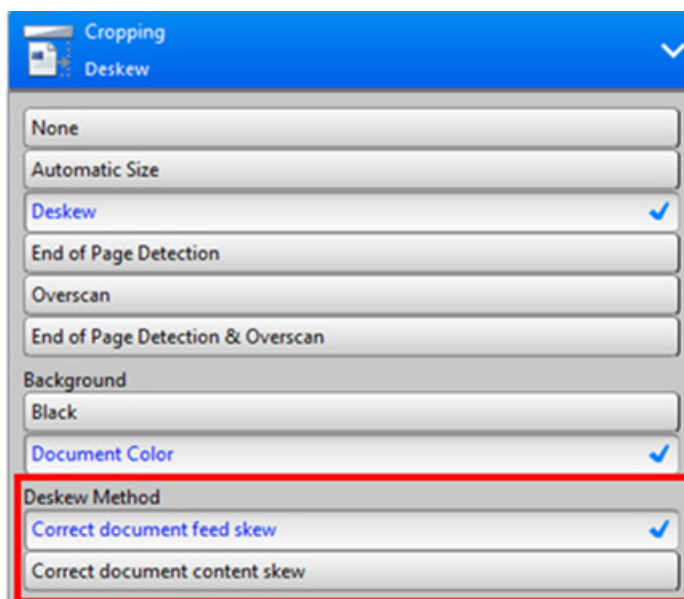 Cropping
Deskew
None
Automatic Size
Deskew
End of Page Detection
Overscan
End of Page Detection & Overscan
Background
Black
Document Color
Deskew Method
Correct document feed skew
Correct document content skew